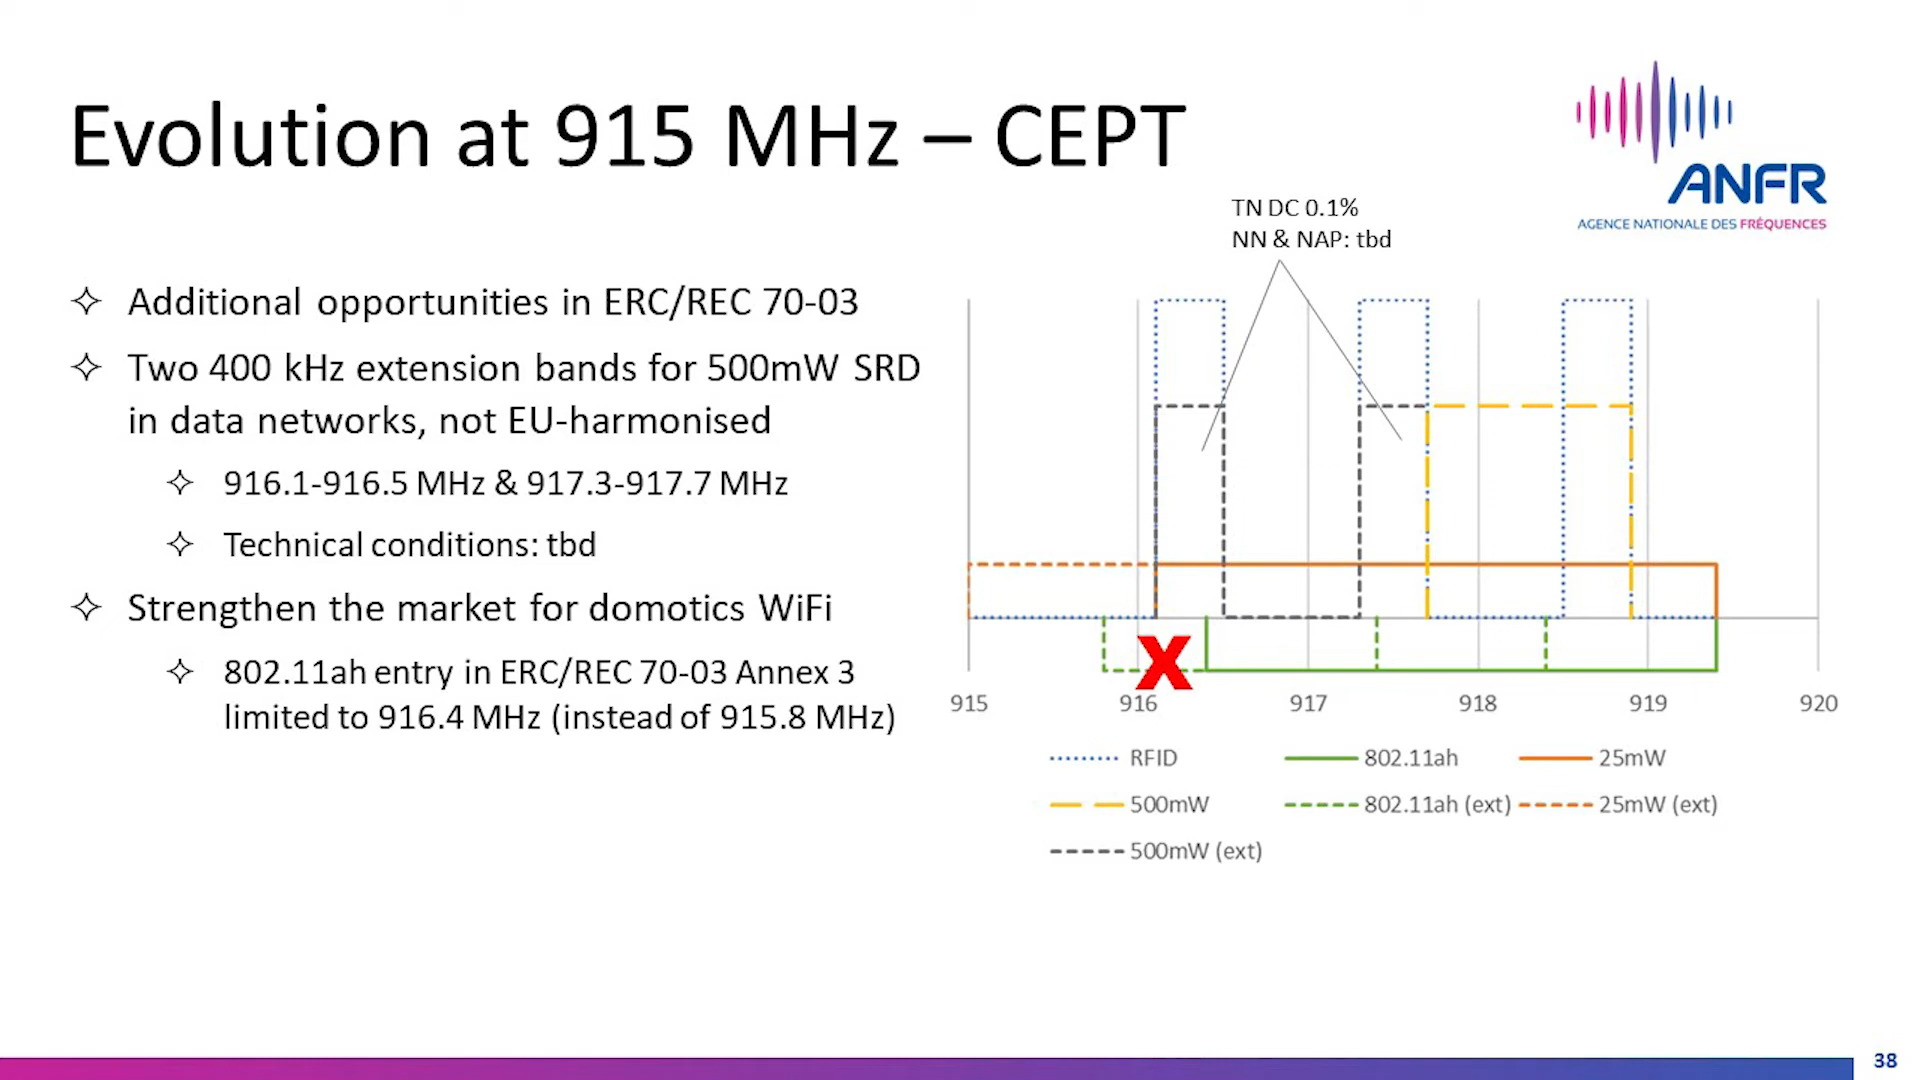 Evolution at 915 MHz – CEPT
ANFR
AGENCE NATIONALE DES FRÉQUENCES
Additional opportunities in ERC/REC 70-03
Two 400 kHz extension bands for 500mW SRD
in data networks, not EU-harmonised
916.1-916.5 MHz & 917.3-917.7 MHz
Technical conditions: tbd
Strengthen the market for domotics WiFi
802.11ah entry in ERC/REC 70-03 Annex 3
limited to 916.4 MHz (instead of 915.8 MHz)
TN DC 0.1%
NN & NAP: tbd
X
915 916 917 918 919 920
RFID 802.11ah 25mW
500mW 802.11ah (ext) 25mW (ext)
500mW (ext)
38